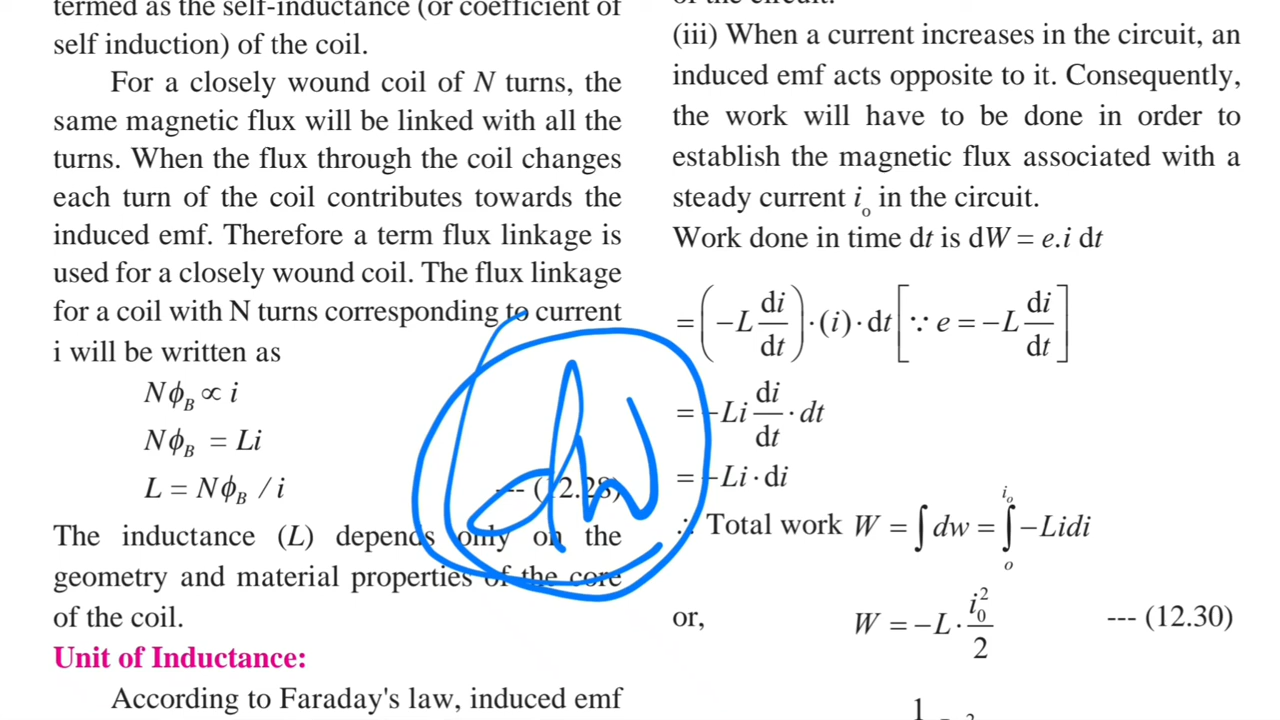 termed as the self-inductance (or coefficient of
self induction) of the coil.
For a closely wound coil of N turns, the
same magnetic flux will be linked with all the
turns. When the flux through the coil changes
each turn of the coil contributes towards the
induced emf. Therefore a term flux linkage is
used for a closely wound coil. The flux linkage
for a coil with N turns corresponding to current
i will be written as
Nϕ_B ∝ i
Nϕ_B = Li
L = Nϕ_B / i --- (12.28)
dw
The inductance (L) depends only on the
geometry and material properties of the core
of the coil.
Unit of Inductance:
According to Faraday's law, induced emf
of the circuit.
(iii) When a current increases in the circuit, an
induced emf acts opposite to it. Consequently,
the work will have to be done in order to
establish the magnetic flux associated with a
steady current i_o in the circuit.
Work done in time dt is dW = e.i dt
= (−L di/dt)·(i)·dt [∵ e = −L di/dt]
= −Li di/dt · dt
= −Li · di
∴ Total work W = ∫ dw = ∫_o^{i_o} −Lidi
or, W = −L · i_0^2/2 --- (12.30)